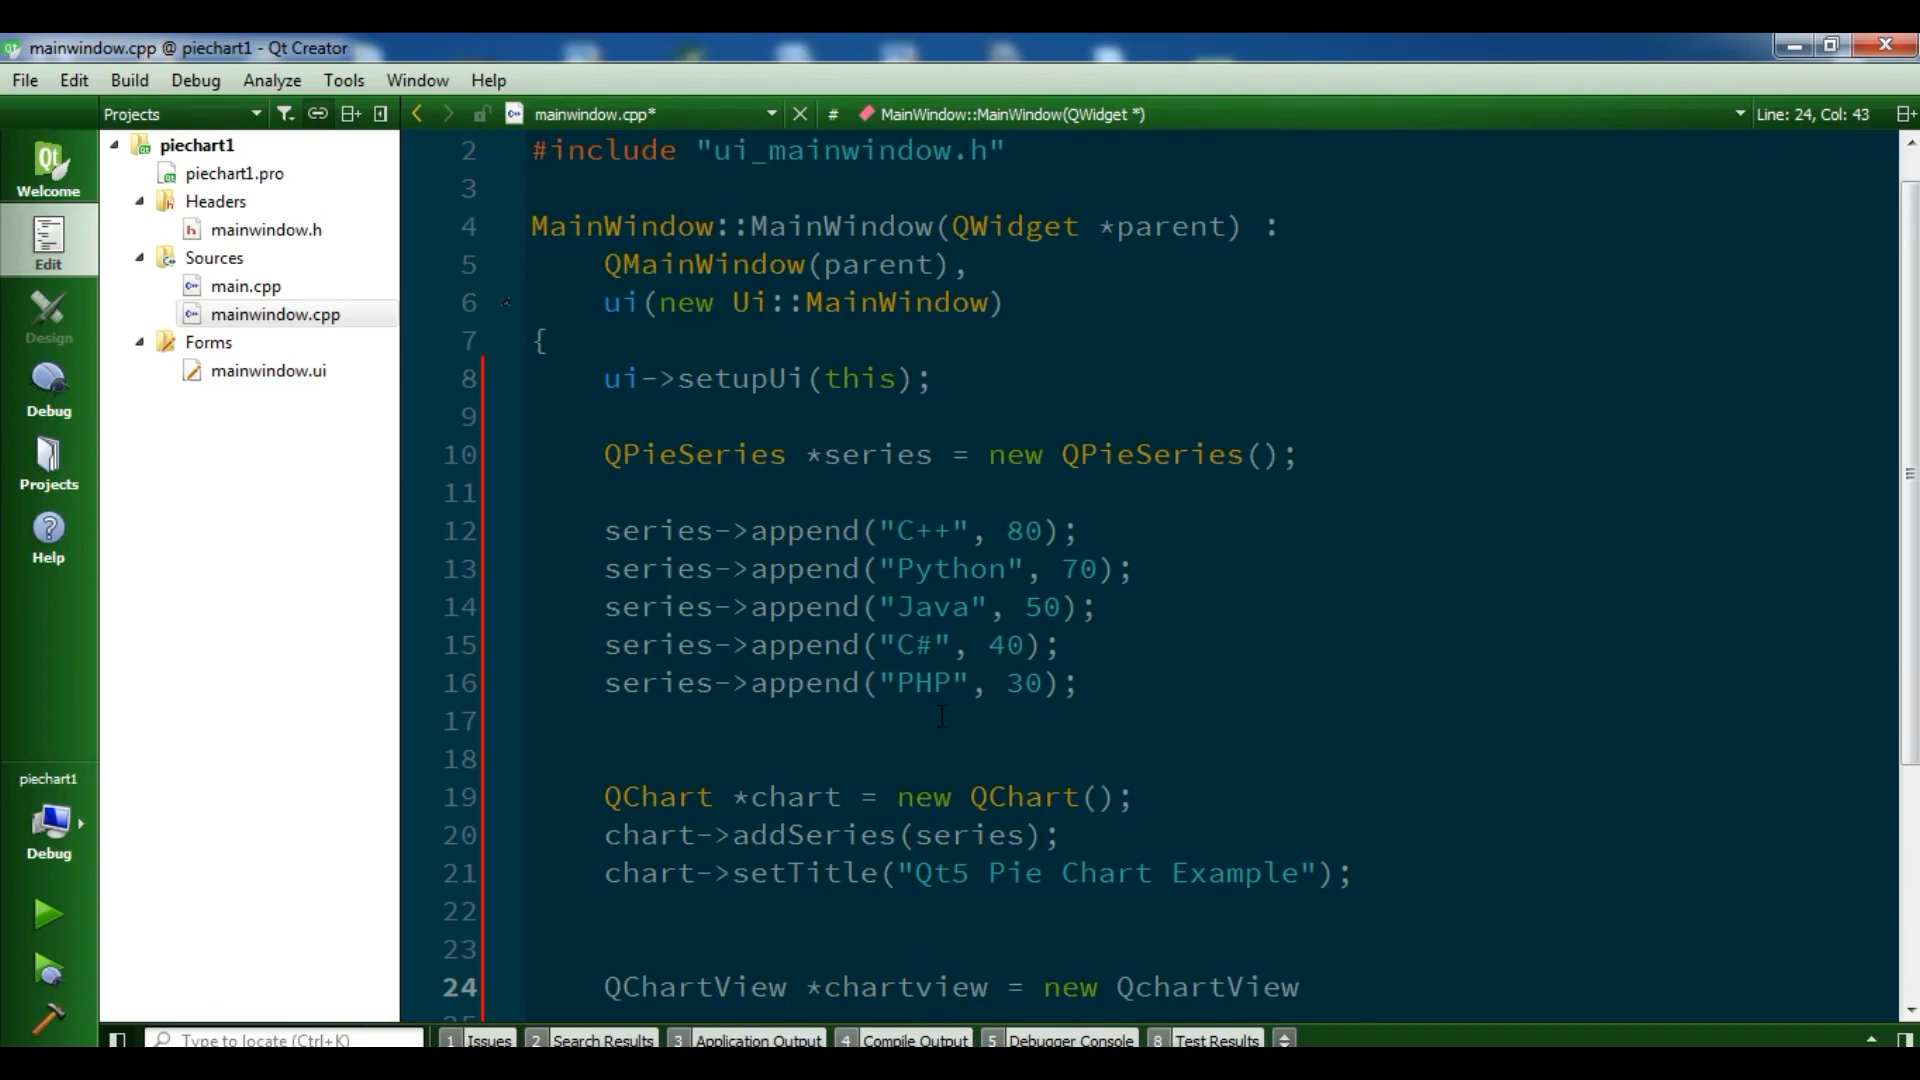 mainwindow.cpp @ piechart1 - Qt Creator
File Edit Build Debug Analyze Tools Window Help
Projects mainwindow.cpp* # MainWindow::MainWindow(QWidget *) Line: 24, Col: 43
Welcome
Edit
Design
Debug
Projects
Help
piechart1
Debug
piechart1
piechart1.pro
Headers
mainwindow.h
Sources
main.cpp
mainwindow.cpp
Forms
mainwindow.ui
2 #include "ui_mainwindow.h"
3
4 MainWindow::MainWindow(QWidget *parent) :
5 QMainWindow(parent),
6 ui(new Ui::MainWindow)
7 {
8 ui->setupUi(this);
9
10 QPieSeries *series = new QPieSeries();
11
12 series->append("C++", 80);
13 series->append("Python", 70);
14 series->append("Java", 50);
15 series->append("C#", 40);
16 series->append("PHP", 30);
17
18
19 QChart *chart = new QChart();
20 chart->addSeries(series);
21 chart->setTitle("Qt5 Pie Chart Example");
22
23
24 QChartView *chartview = new QchartView
Type to locate (Ctrl+K) 1 Issues 2 Search Results 3 Application Output 4 Compile Output 5 Debugger Console 8 Test Results